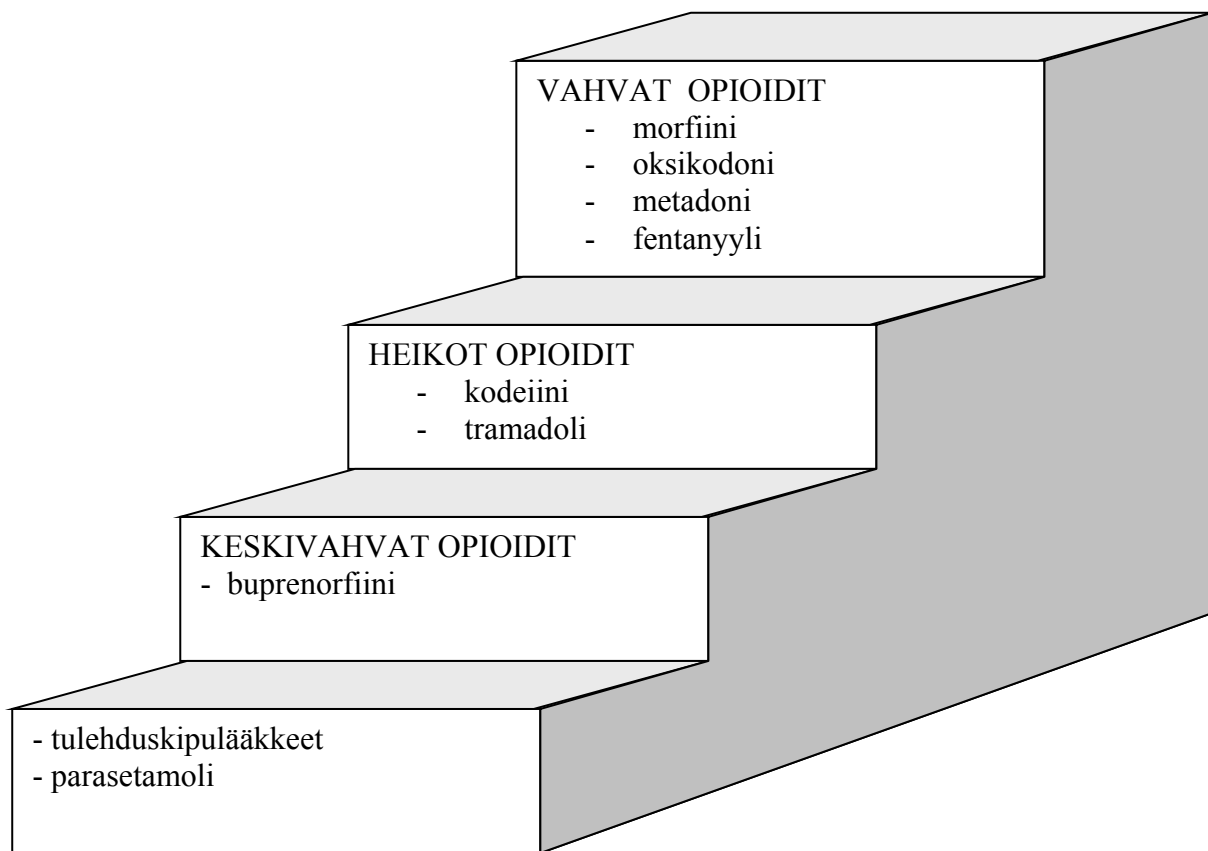 VAHVAT OPIOIDIT
- morfiini
- oksikodoni
- metadoni
- fentanyyli
HEIKOT OPIOIDIT
- kodeiini
- tramadoli
KESKIVAHVAT OPIOIDIT
- buprenorfiini
- tulehduskipulääkkeet
- parasetamoli